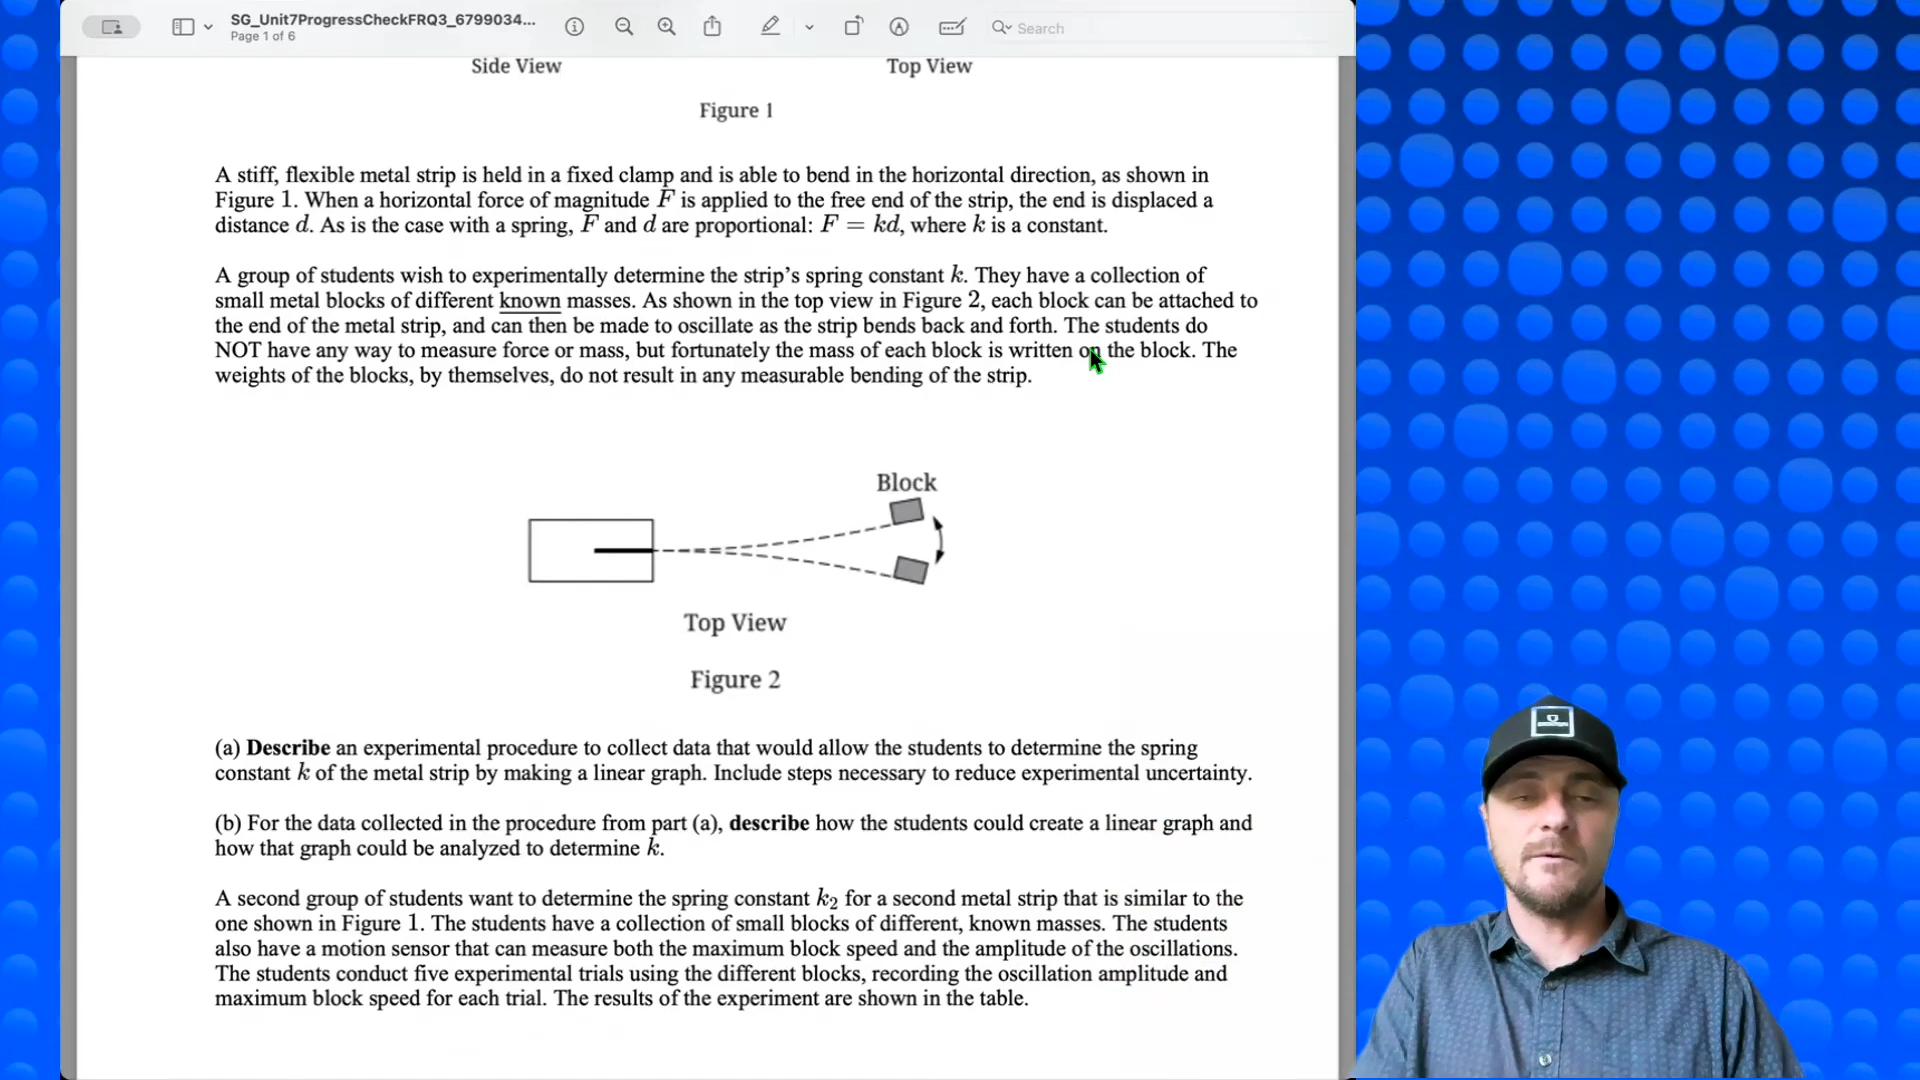 SG_Unit7ProgressCheckFRQ3_6799034...
Page 1 of 6
Search
Side View
Top View
Figure 1
A stiff, flexible metal strip is held in a fixed clamp and is able to bend in the horizontal direction, as shown in
Figure 1. When a horizontal force of magnitude F is applied to the free end of the strip, the end is displaced a
distance d. As is the case with a spring, F and d are proportional: F = kd, where k is a constant.
A group of students wish to experimentally determine the strip's spring constant k. They have a collection of
small metal blocks of different known masses. As shown in the top view in Figure 2, each block can be attached to
the end of the metal strip, and can then be made to oscillate as the strip bends back and forth. The students do
NOT have any way to measure force or mass, but fortunately the mass of each block is written on the block. The
weights of the blocks, by themselves, do not result in any measurable bending of the strip.
Block
Top View
Figure 2
(a) Describe an experimental procedure to collect data that would allow the students to determine the spring
constant k of the metal strip by making a linear graph. Include steps necessary to reduce experimental uncertainty.
(b) For the data collected in the procedure from part (a), describe how the students could create a linear graph and
how that graph could be analyzed to determine k.
A second group of students want to determine the spring constant k₂ for a second metal strip that is similar to the
one shown in Figure 1. The students have a collection of small blocks of different, known masses. The students
also have a motion sensor that can measure both the maximum block speed and the amplitude of the oscillations.
The students conduct five experimental trials using the different blocks, recording the oscillation amplitude and
maximum block speed for each trial. The results of the experiment are shown in the table.